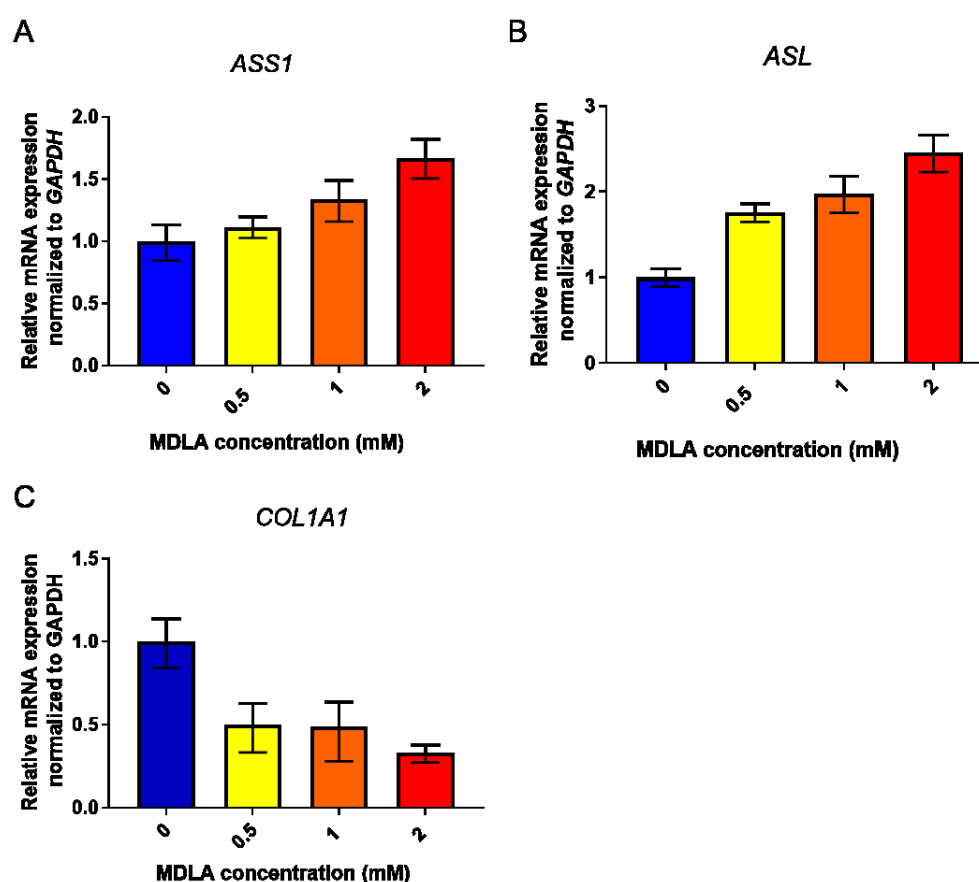 A
ASS1
Relative mRNA expression
normalized to GAPDH
2.0
1.5
1.0
0.5
0.0
0
0.5
1
2
MDLA concentration (mM)
B
ASL
Relative mRNA expression
normalized to GAPDH
3
2
1
0
0
0.5
1
2
MDLA concentration (mM)
C
COL1A1
Relative mRNA expression
normalized to GAPDH
1.5
1.0
0.5
0.0
0
0.5
1
2
MDLA concentration (mM)